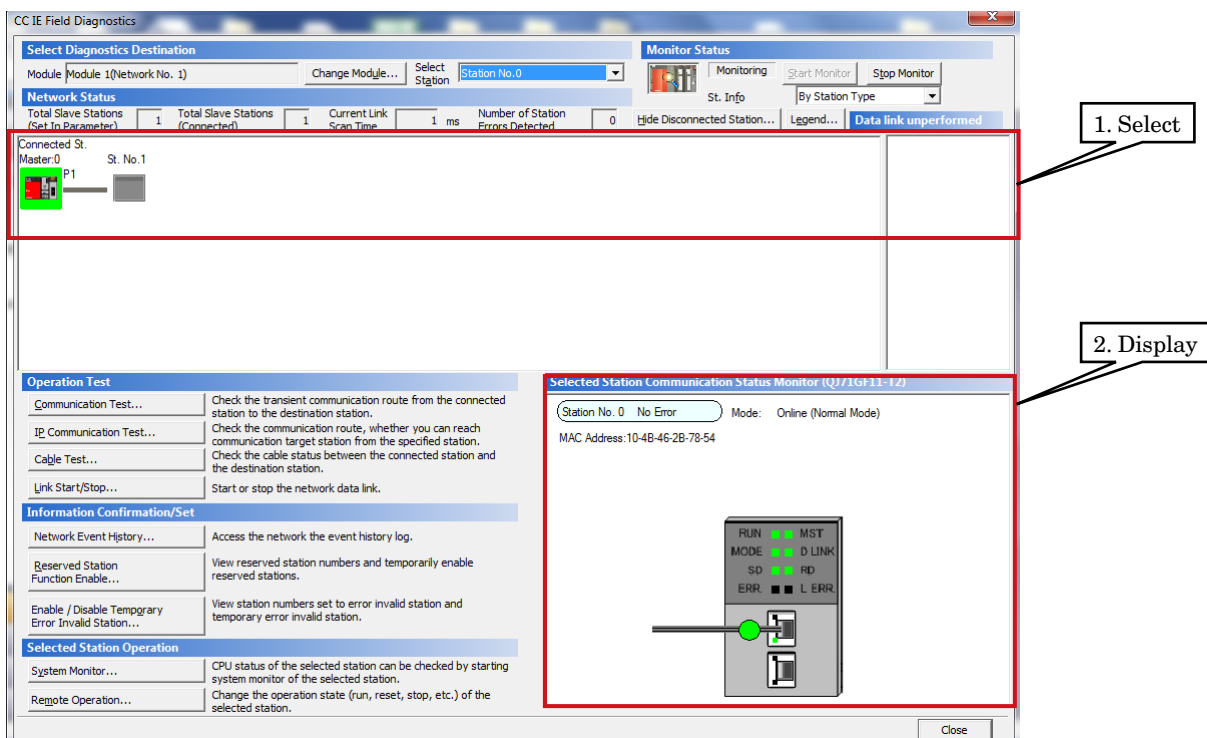 CC IE Field Diagnostics
X
Select Diagnostics Destination
Monitor Status
Module Module 1(Network No. 1)
Change Module...
Select
Station
Station No.0
Monitoring
Start Monitor
Stop Monitor
St. Info
By Station Type
Network Status
Total Slave Stations
(Set In Parameter)
1
Total Slave Stations
(Connected)
1
Current Link
Scan Time
1 ms
Number of Station
Errors Detected
0
Hide Disconnected Station...
Legend...
Data link unperformed
1. Select
Connected St.
Master:0
St. No.1
P1
2. Display
Operation Test
Communication Test...
Check the transient communication route from the connected
station to the destination station.
IP Communication Test...
Check the communication route, whether you can reach
communication target station from the specified station.
Cable Test...
Check the cable status between the connected station and
the destination station.
Link Start/Stop...
Start or stop the network data link.
Information Confirmation/Set
Network Event History...
Access the network the event history log.
Reserved Station
Function Enable...
View reserved station numbers and temporarily enable
reserved stations.
Enable / Disable Temporary
Error Invalid Station...
View station numbers set to error invalid station and
temporary error invalid station.
Selected Station Operation
System Monitor...
CPU status of the selected station can be checked by starting
system monitor of the selected station.
Remote Operation...
Change the operation state (run, reset, stop, etc.) of the
selected station.
Selected Station Communication Status Monitor (QJ71GF11-T2)
Station No. 0 No Error
Mode: Online (Normal Mode)
MAC Address:10-4B-46-2B-78-54
RUN MST
MODE D LINK
SD RD
ERR. L ERR.
Close